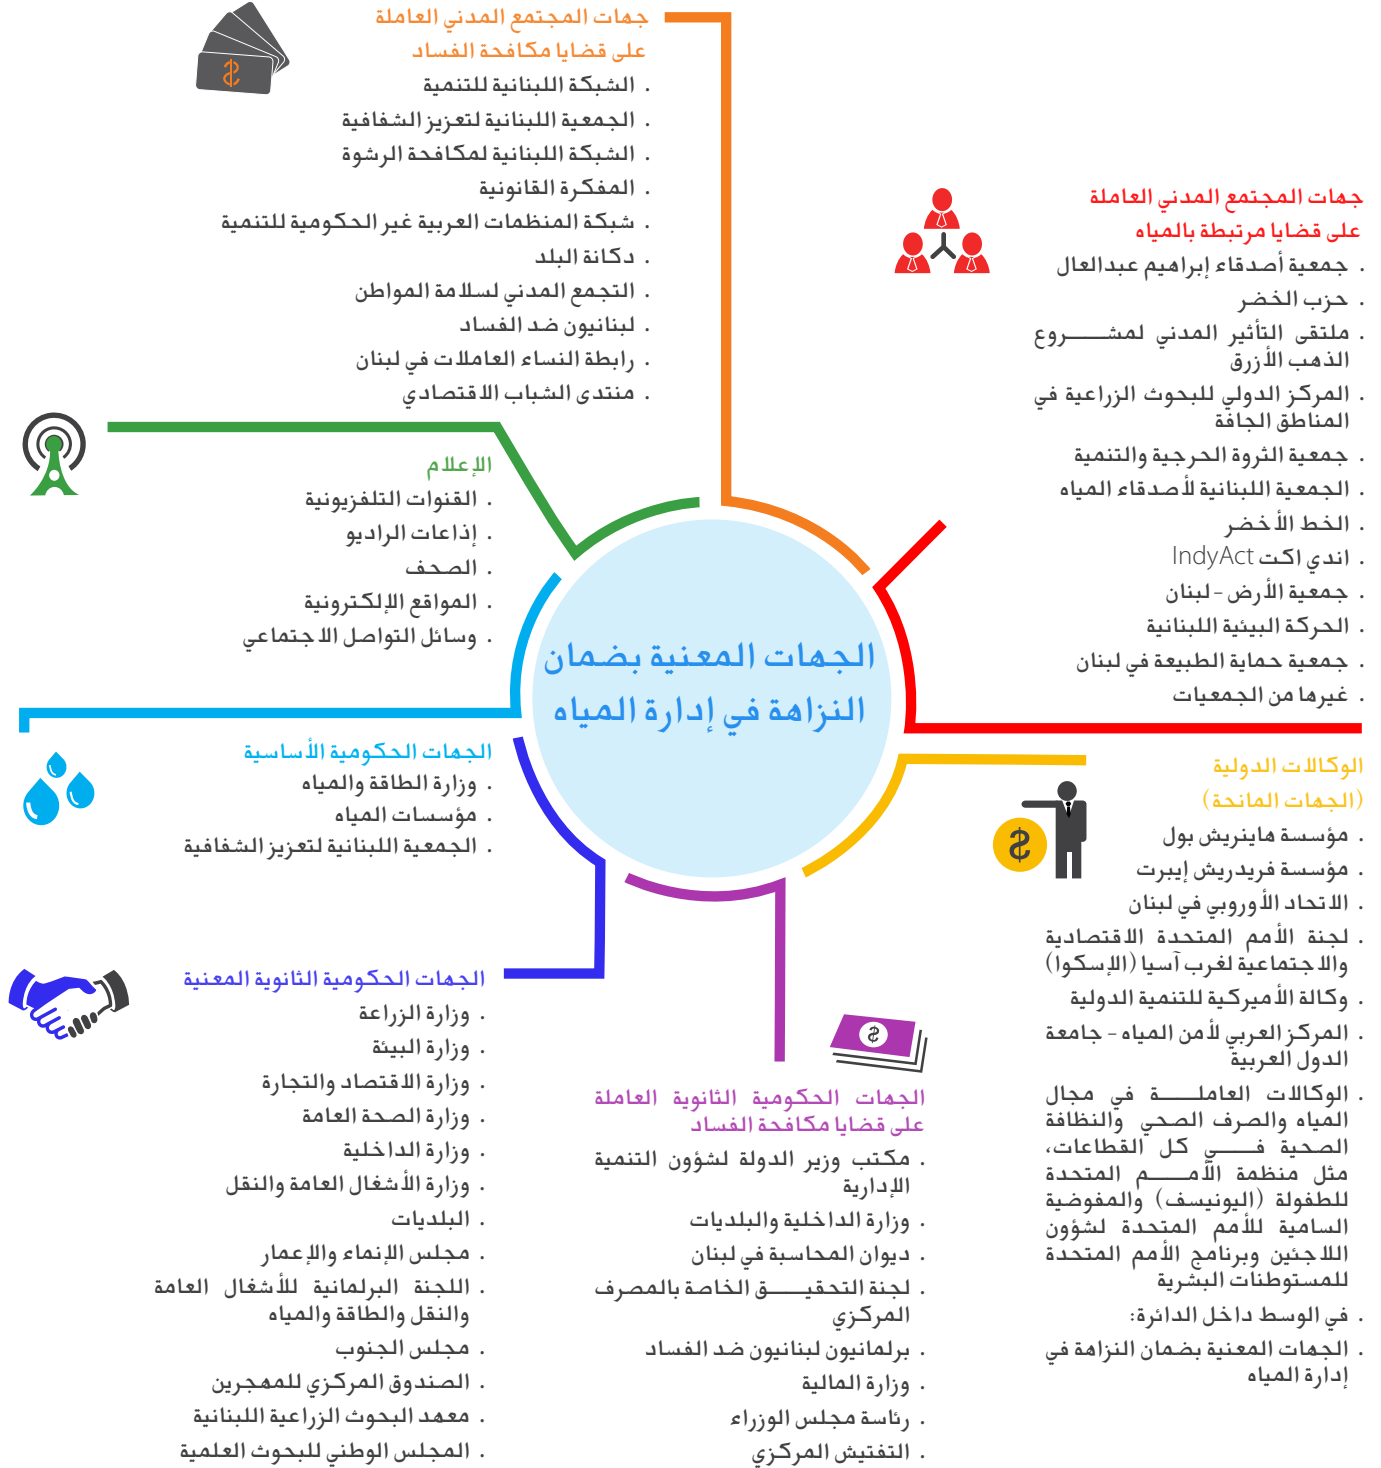 جهات المجتمع المدني العاملة
على قضايا مكافحة الفساد
. الشبكة اللبنانية للتنمية
. الجمعية اللبنانية لتعزيز الشفافية
. الشبكة اللبنانية لمكافحة الرشوة
. المفكرة القانونية
. شبكة المنظمات العربية غير الحكومية للتنمية
. دكانة البلد
. التجمع المدني لسلامة المواطن
. لبنانيون ضد الفساد
. رابطة النساء العاملات في لبنان
. منتدى الشباب الاقتصادي
جهات المجتمع المدني العاملة
على قضايا مرتبطة بالمياه
. جمعية أصدقاء إبراهيم عبدالعال
. حزب الخضر
. ملتقى التأثير المدني لمشـــروع
الذهب الأزرق
. المركز الدولي للبحوث الزراعية في
المناطق الجافة
. جمعية الثروة الحرجية والتنمية
. الجمعية اللبنانية لأصدقاء المياه
. الخط الأخضر
. اندي اكت IndyAct
. جمعية الأرض - لبنان
. الحركة البيئية اللبنانية
. جمعية حماية الطبيعة في لبنان
. غيرها من الجمعيات
الإعلام
. القنوات التلفزيونية
. إذاعات الراديو
. الصحف
. المواقع الإلكترونية
. وسائل التواصل الاجتماعي
الجهات المعنية بضمان
النزاهة في إدارة المياه
الجهات الحكومية الأساسية
. وزارة الطاقة والمياه
. مؤسسات المياه
. الجمعية اللبنانية لتعزيز الشفافية
الوكالات الدولية
(الجهات المانحة)
. مؤسسة هاينريش بول
. مؤسسة فريدريش إيبرت
. الاتحاد الأوروبي في لبنان
. لجنة الأمم المتحدة الاقتصادية
والاجتماعية لغرب آسيا (الإسكوا)
. وكالة الأميركية للتنمية الدولية
. المركز العربي لأمن المياه - جامعة
الدول العربية
. الوكالات العاملـــة في مجال
المياه والصرف الصحي والنظافة
الصحية فـــي كل القطاعات،
مثل منظمة الأمـــم المتحدة
للطفولة (اليونيسف) والمفوضية
السامية للأمم المتحدة لشؤون
اللاجئين وبرنامج الأمم المتحدة
للمستوطنات البشرية
. في الوسط داخل الدائرة:
. الجهات المعنية بضمان النزاهة في
إدارة المياه
الجهات الحكومية الثانوية المعنية
. وزارة الزراعة
. وزارة البيئة
. وزارة الاقتصاد والتجارة
. وزارة الصحة العامة
. وزارة الداخلية
. وزارة الأشغال العامة والنقل
. البلديات
. مجلس الإنماء والإعمار
. اللجنة البرلمانية للأشغال العامة
والنقل والطاقة والمياه
. مجلس الجنوب
. الصندوق المركزي للمهجرين
. معهد البحوث الزراعية اللبنانية
. المجلس الوطني للبحوث العلمية
الجهات الحكومية الثانوية العاملة
على قضايا مكافحة الفساد
. مكتب وزير الدولة لشؤون التنمية
الإدارية
. وزارة الداخلية والبلديات
. ديوان المحاسبة في لبنان
. لجنة التحقيـــق الخاصة بالمصرف
المركزي
. برلمانيون لبنانيون ضد الفساد
. وزارة المالية
. رئاسة مجلس الوزراء
. التفتيش المركزي